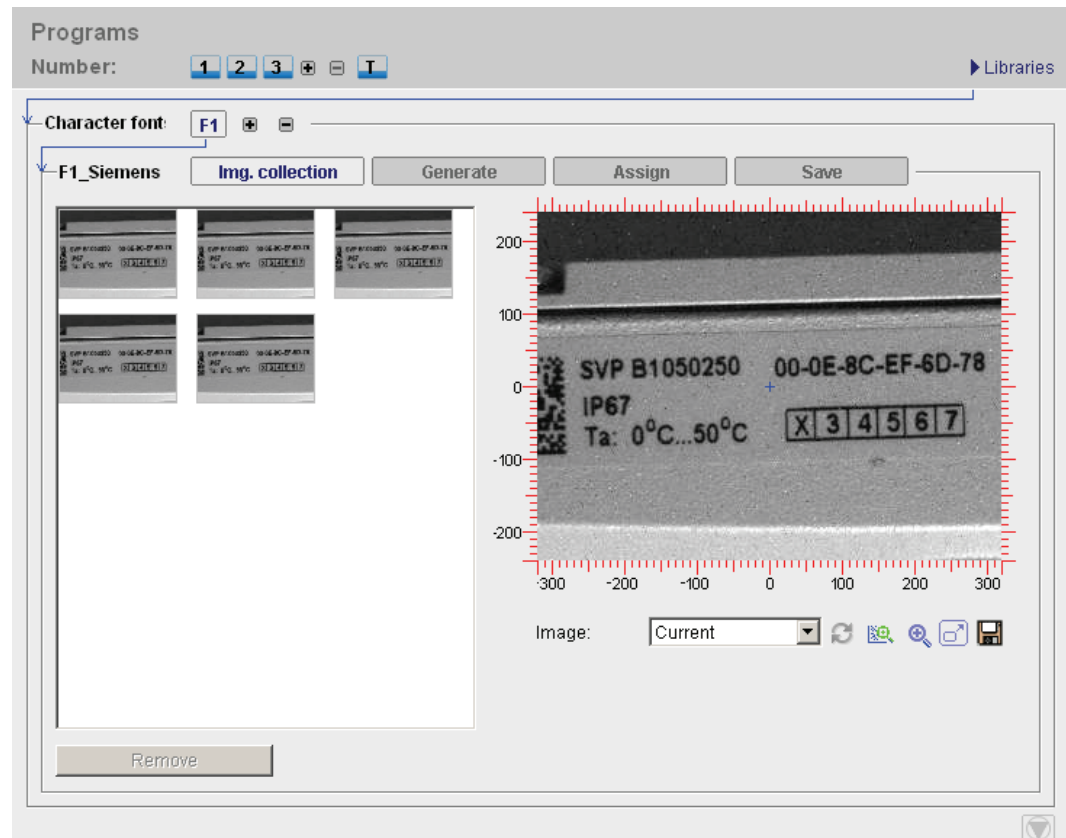 Programs
Number: 1 2 3 T
Libraries
Character font: F1
F1_Siemens Img. collection Generate Assign Save
200
100
0
-100
-200
-300 -200 -100 0 100 200 300
SVP B1050250 00-0E-8C-EF-6D-78
IP67
Ta: 0°C...50°C X 3 4 5 6 7
Image: Current
Remove